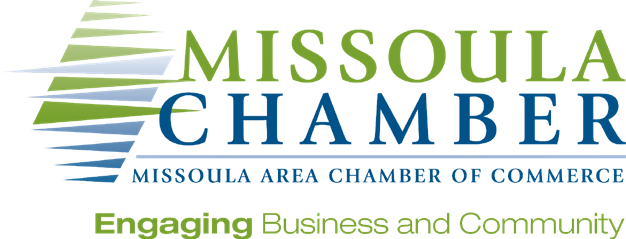 MISSOULA
CHAMBER
MISSOULA AREA CHAMBER OF COMMERCE
Engaging Business and Community